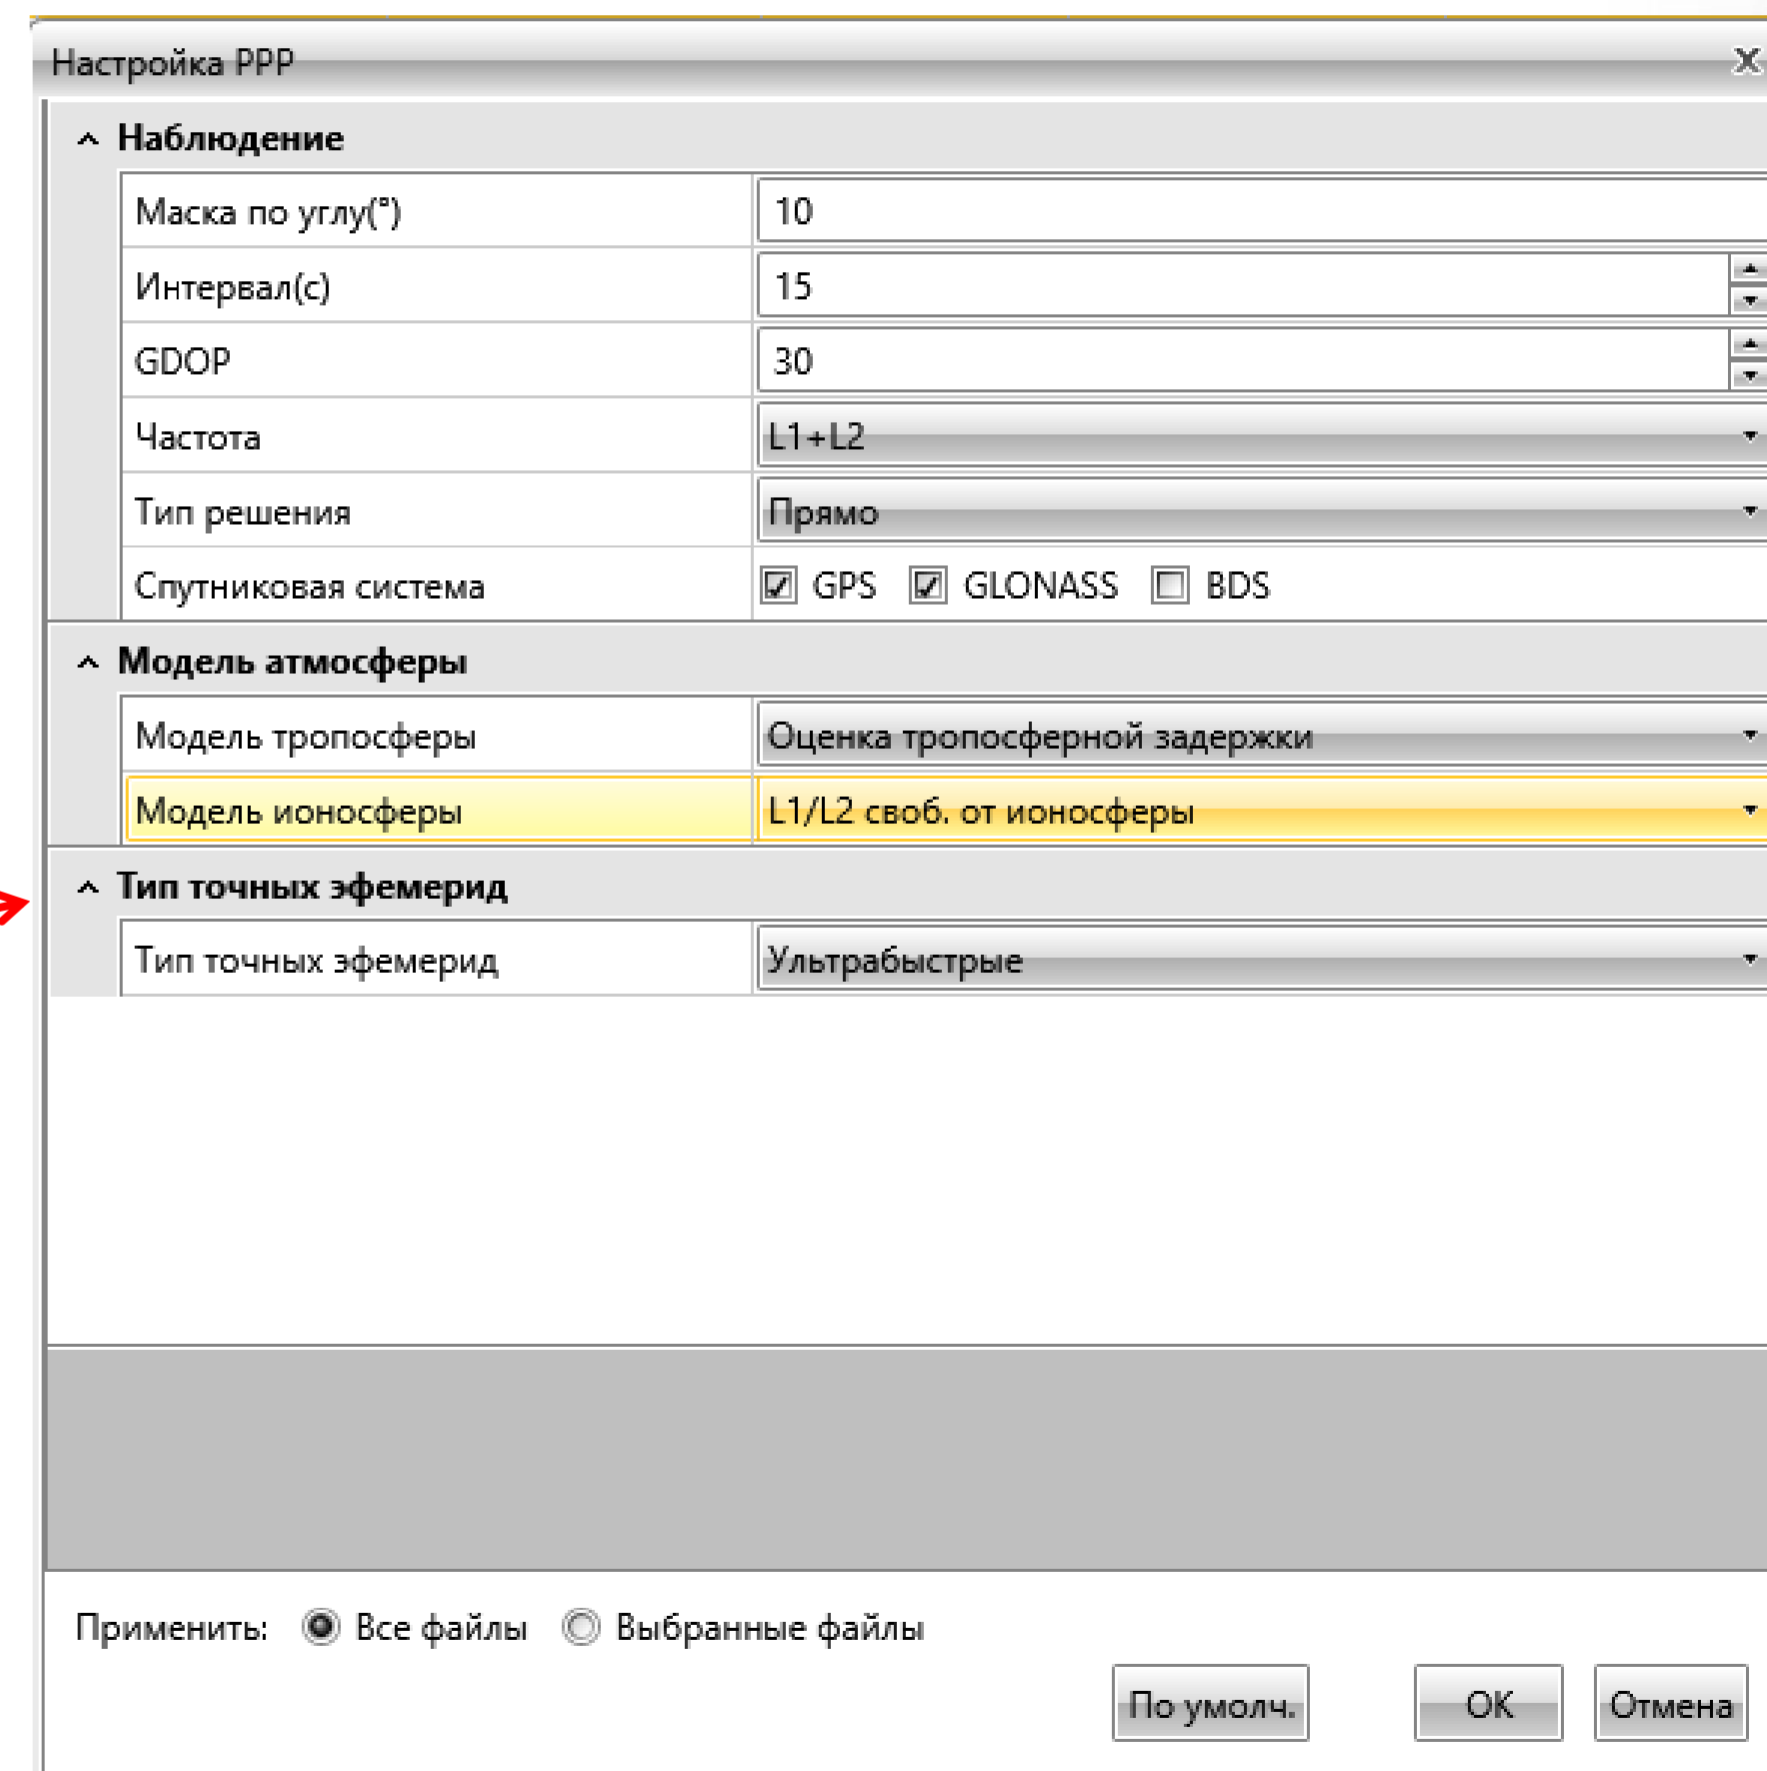 Настройка PPP
Наблюдение
Маска по углу(°) 10
Интервал(с) 15
GDOP 30
Частота L1+L2
Тип решения Прямо
Спутниковая система GPS GLONASS BDS
Модель атмосферы
Модель тропосферы Оценка тропосферной задержки
Модель ионосферы L1/L2 своб. от ионосферы
Тип точных эфемерид
Тип точных эфемерид Ультрабыстрые
Применить: Все файлы Выбранные файлы
По умолч. OK Отмена